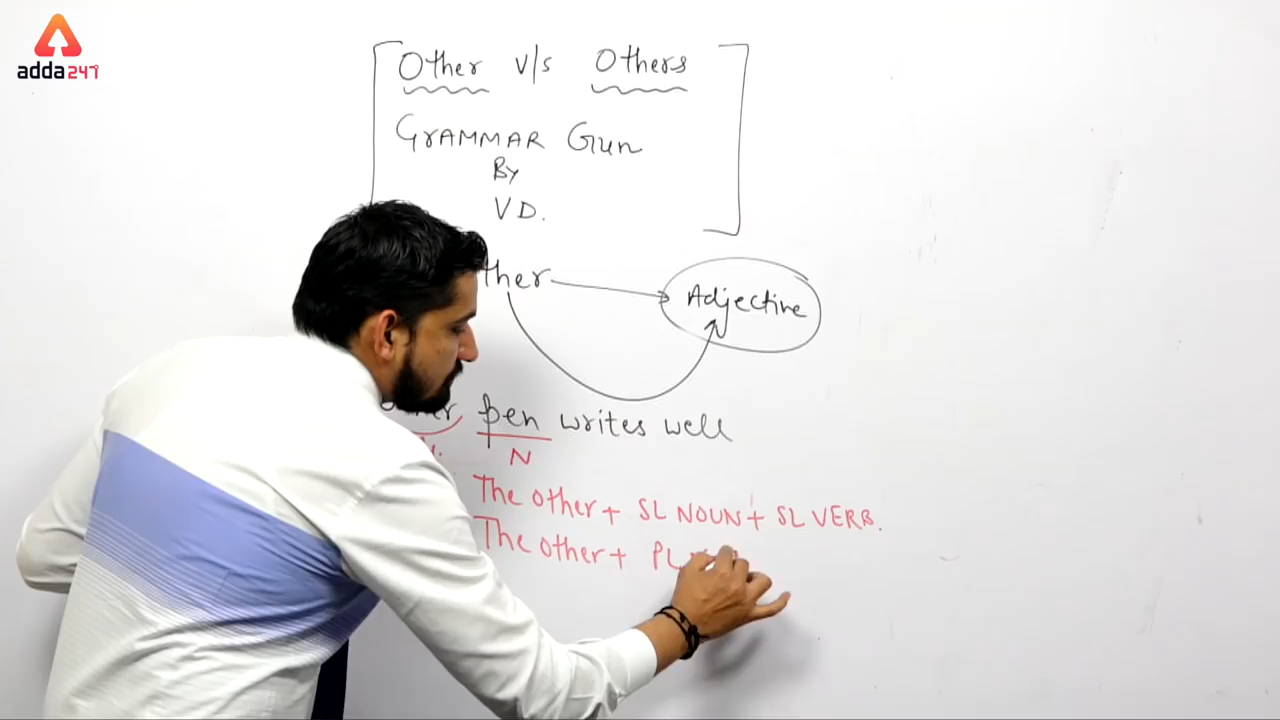 adda247
Other v/s Others
GRAMMAR Gun
By
VD.
ther Adjective
pen writes well
N
The other + SL NOUN + SL VERB.
The other + PL